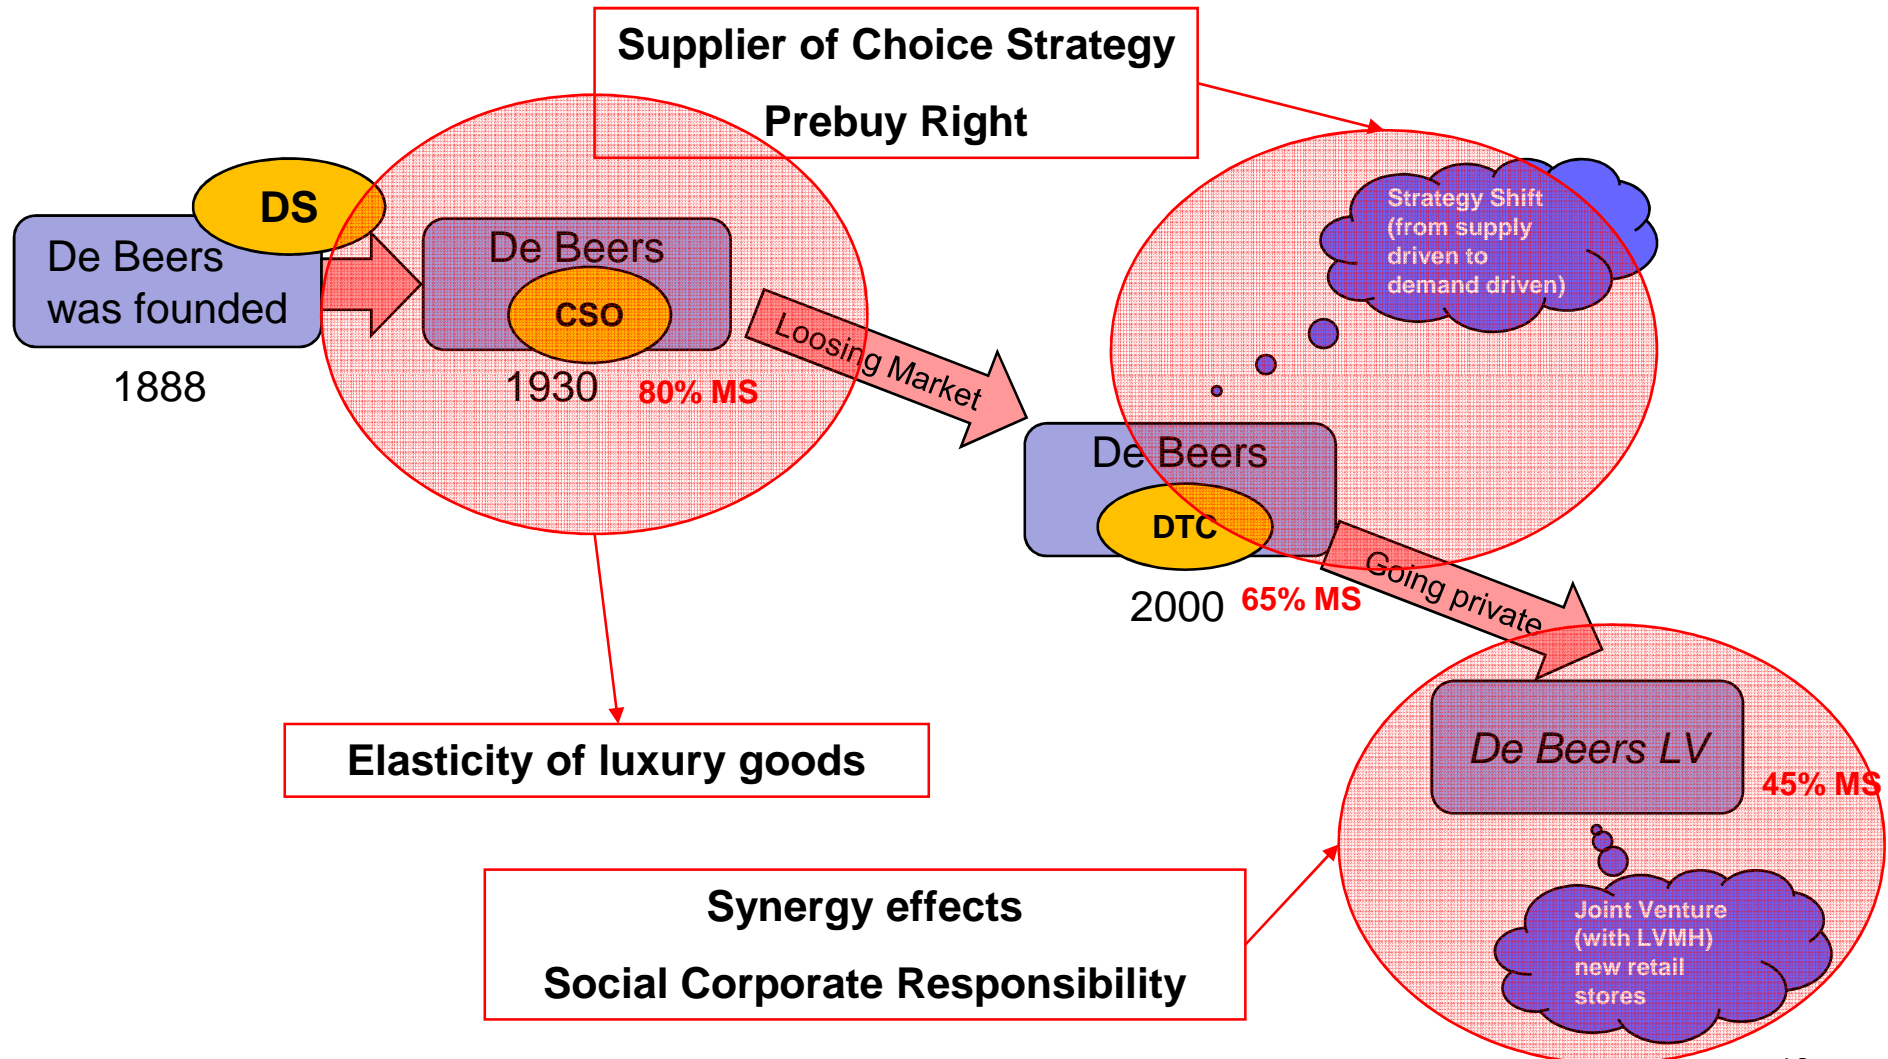 Supplier of Choice Strategy
Prebuy Right
DS
De Beers
was founded
1888
De Beers
CSO
1930
80% MS
Loosing Market
Strategy Shift
(from supply
driven to
demand driven)
De Beers
DTC
2000
65% MS
Going private
Elasticity of luxury goods
De Beers LV
45% MS
Synergy effects
Social Corporate Responsibility
Joint Venture
(with LVMH)
new retail
stores